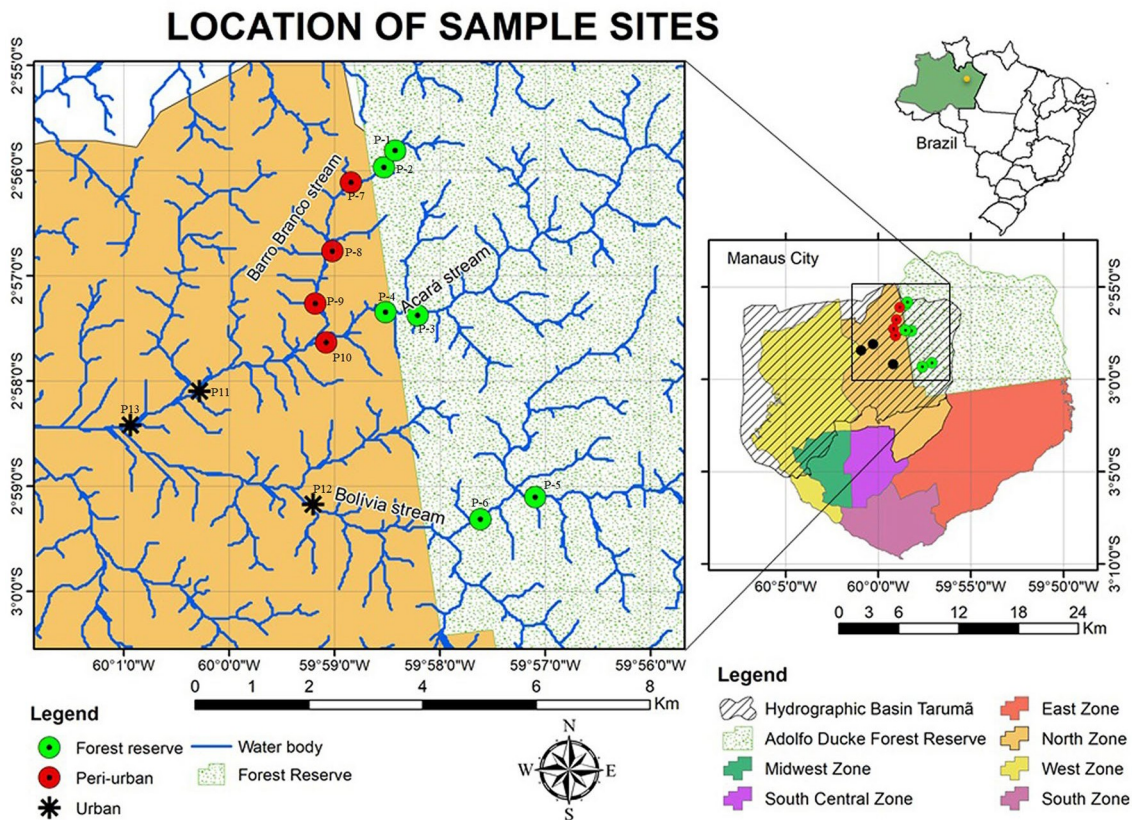 LOCATION OF SAMPLE SITES
2°55'0"S
2°56'0"S
2°57'0"S
2°58'0"S
2°59'0"S
3°0'0"S
P-1
P-2
P-7
Barro Branco stream
P-8
P-9
P-4
Acará stream
P-3
P10
P11
P13
P12
Bolívia stream
P-5
P-6
60°1'0"W
60°0'0"W
59°59'0"W
59°58'0"W
59°57'0"W
59°56'0"W
0 1 2 4 6 8
Km
Legend
Forest reserve
Peri-urban
Urban
Water body
Forest Reserve
N
W
E
S
Brazil
Manaus City
2°55'0"S
3°00'0"S
3°50'0"S
3°10'0"S
60°50'0"W
60°00'0"W
59°55'0"W
59°50'0"W
0 3 6 12 18 24
Km
Legend
Hydrographic Basin Tarumã
Adolfo Ducke Forest Reserve
Midwest Zone
South Central Zone
East Zone
North Zone
West Zone
South Zone